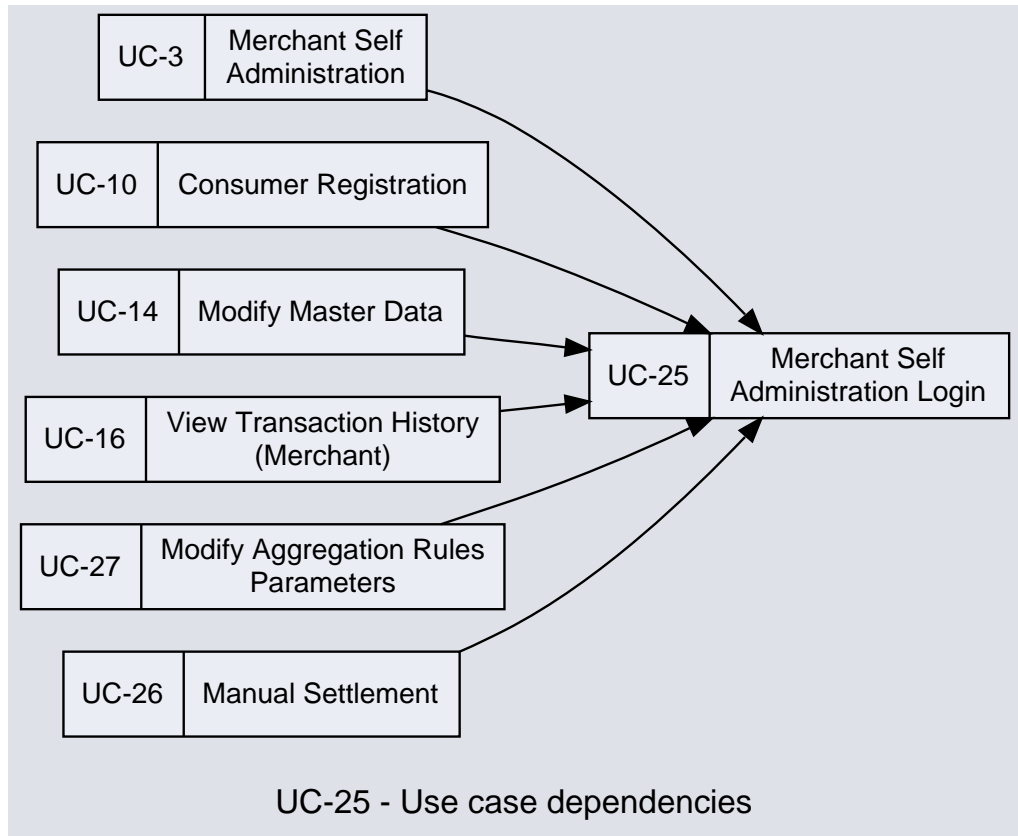 UC-3
Merchant Self
Administration
UC-10
Consumer Registration
UC-14
Modify Master Data
UC-25
Merchant Self
Administration Login
UC-16
View Transaction History
(Merchant)
UC-27
Modify Aggregation Rules
Parameters
UC-26
Manual Settlement
UC-25 - Use case dependencies